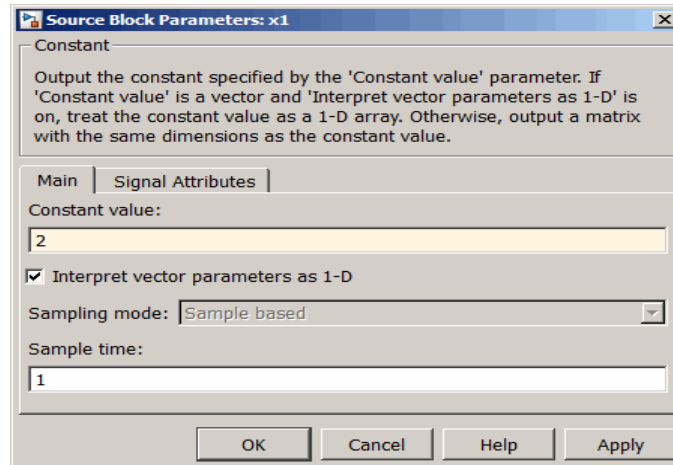 Source Block Parameters: x1
Constant
Output the constant specified by the 'Constant value' parameter. If
'Constant value' is a vector and 'Interpret vector parameters as 1-D' is
on, treat the constant value as a 1-D array. Otherwise, output a matrix
with the same dimensions as the constant value.
Main Signal Attributes
Constant value:
2
Interpret vector parameters as 1-D
Sampling mode: Sample based
Sample time:
1
OK Cancel Help Apply